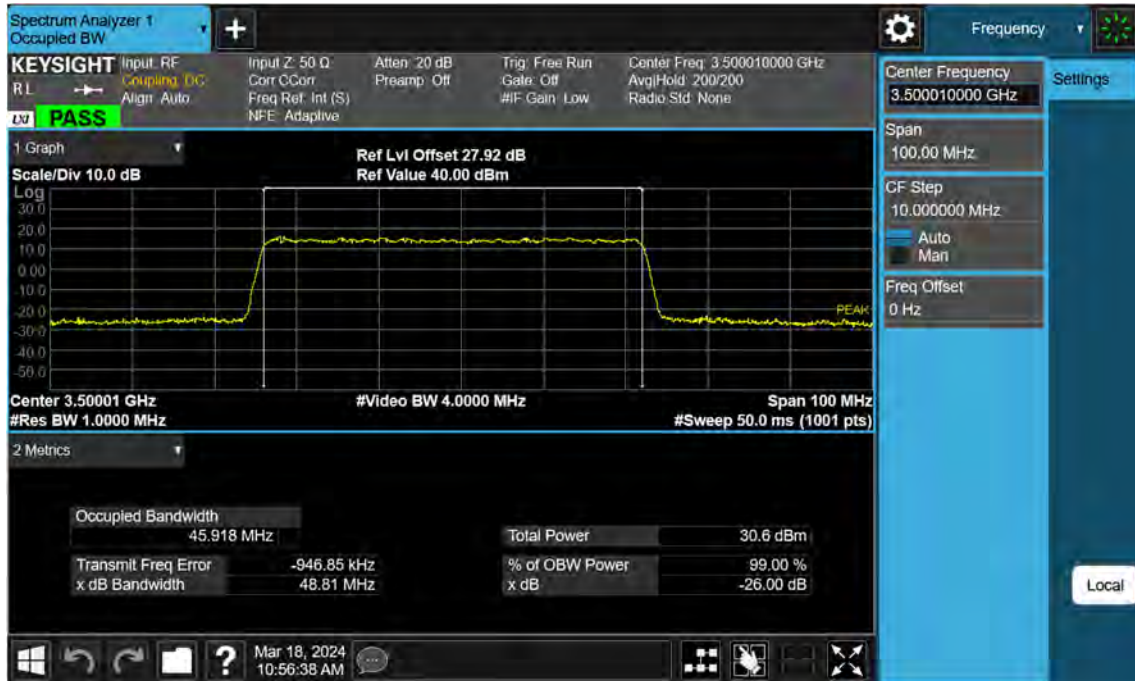 Spectrum Analyzer 1
Occupied BW
Frequency
KEYSIGHT
R L
LXI
PASS
Input: RF
Coupling: DC
Align: Auto
Input Z: 50 Ω
Corr CCorr
Freq Ref: Int (S)
NFE: Adaptive
Atten: 20 dB
Preamp: Off
Trig: Free Run
Gate: Off
#IF Gain: Low
Center Freq: 3.500010000 GHz
Avg|Hold: 200/200
Radio Std: None
Center Frequency
3.500010000 GHz
Settings
Span
100.00 MHz
CF Step
10.000000 MHz
Auto
Man
Freq Offset
0 Hz
Local
1 Graph
Scale/Div 10.0 dB
Ref Lvl Offset 27.92 dB
Ref Value 40.00 dBm
Log
30.0
20.0
10.0
0.00
-10.0
-20.0
-30.0
-40.0
-50.0
PEAK
Center 3.50001 GHz
#Video BW 4.0000 MHz
Span 100 MHz
#Res BW 1.0000 MHz
#Sweep 50.0 ms (1001 pts)
2 Metrics
Occupied Bandwidth
45.918 MHz
Total Power 30.6 dBm
Transmit Freq Error -946.85 kHz
% of OBW Power 99.00 %
x dB Bandwidth 48.81 MHz
x dB -26.00 dB
?
Mar 18, 2024
10:56:38 AM